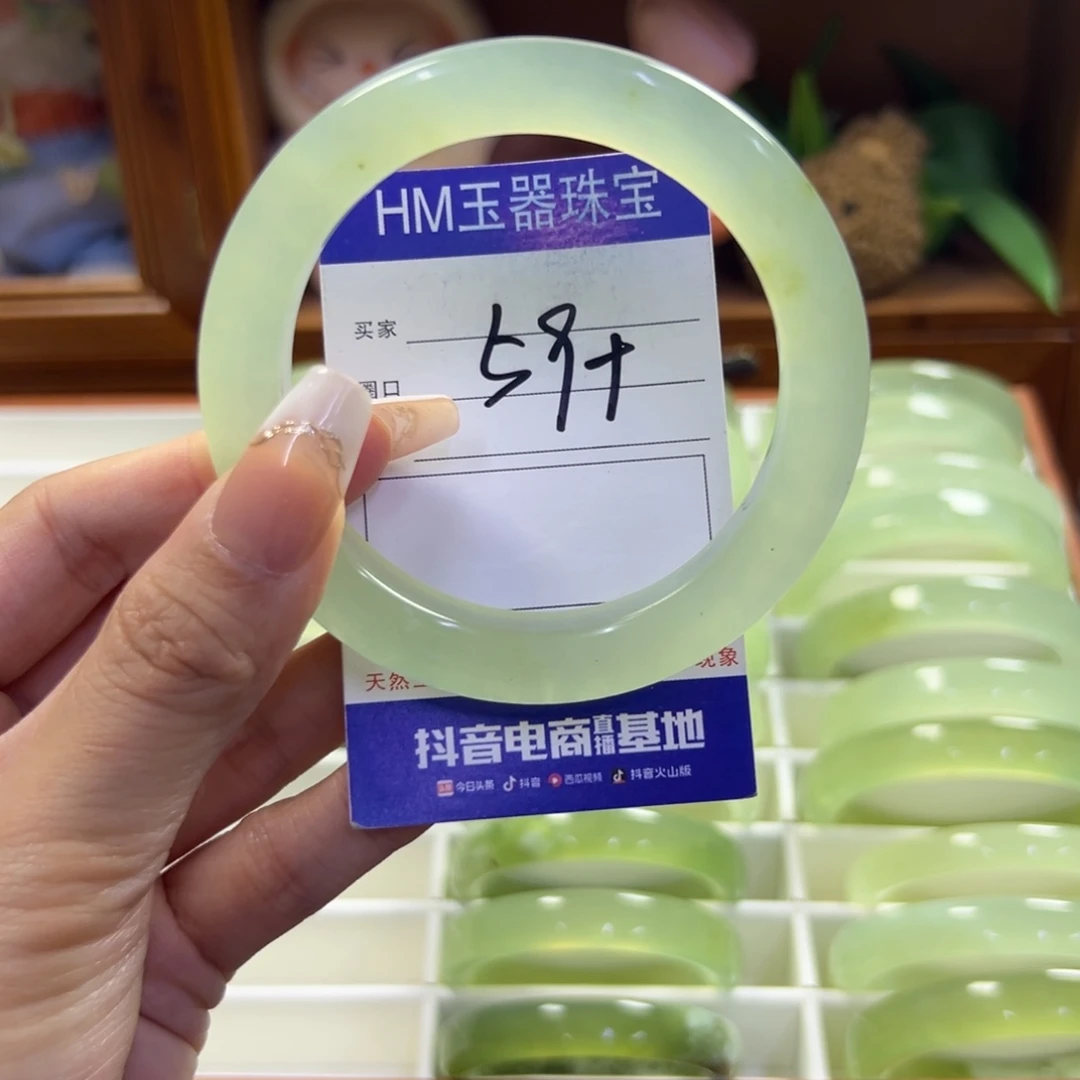 HM玉器珠宝
买家
59+
圈口
天然
现象
抖音电商直播基地
今日头条 抖音 西瓜视频 抖音火山版